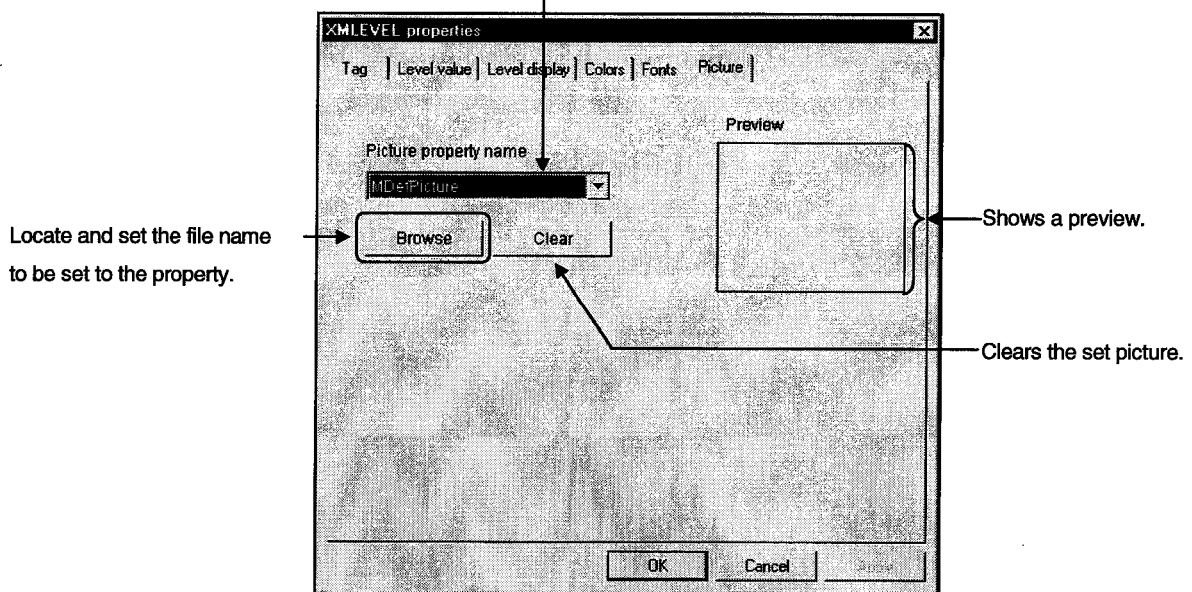 XMLEVEL properties
Tag Level value Level display Colors Fonts Picture
Preview
Picture property name
MDefPicture
Browse Clear
Locate and set the file name
to be set to the property.
Shows a preview.
Clears the set picture.
OK Cancel